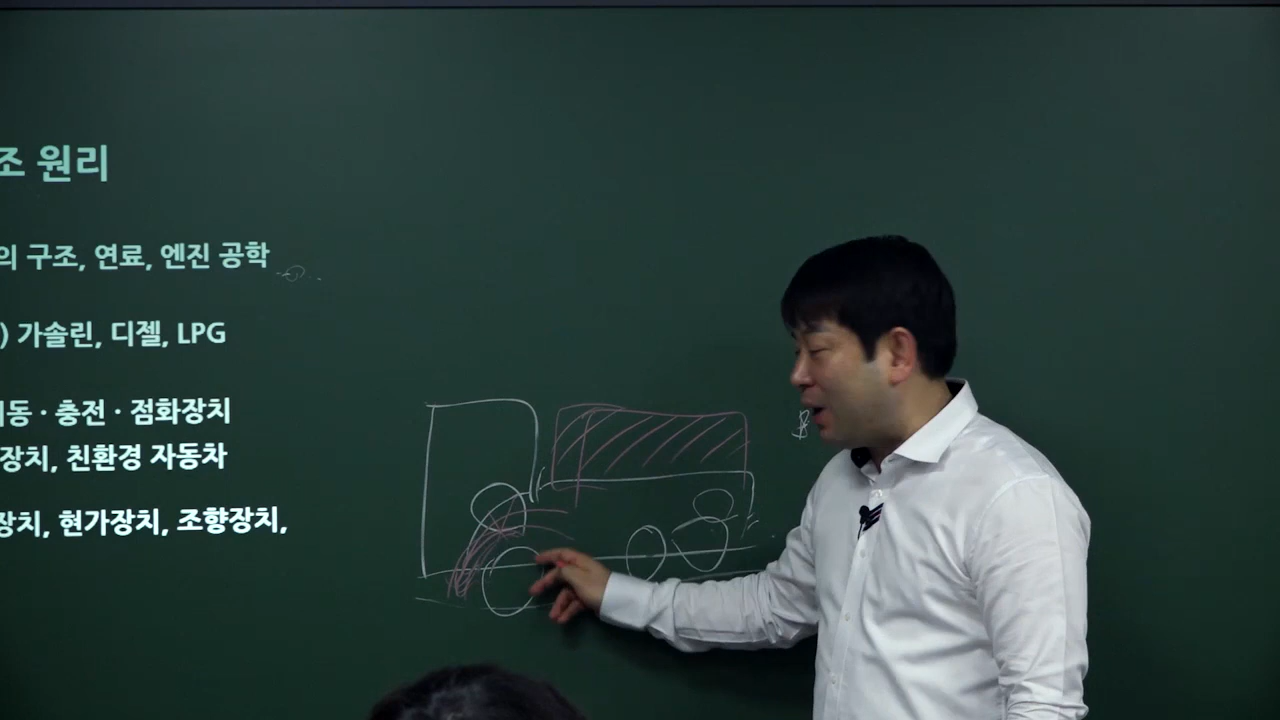 조 원리
의 구조, 연료, 엔진 공학
) 가솔린, 디젤, LPG
동 · 충전 · 점화장치
장치, 친환경 자동차
장치, 현가장치, 조향장치,